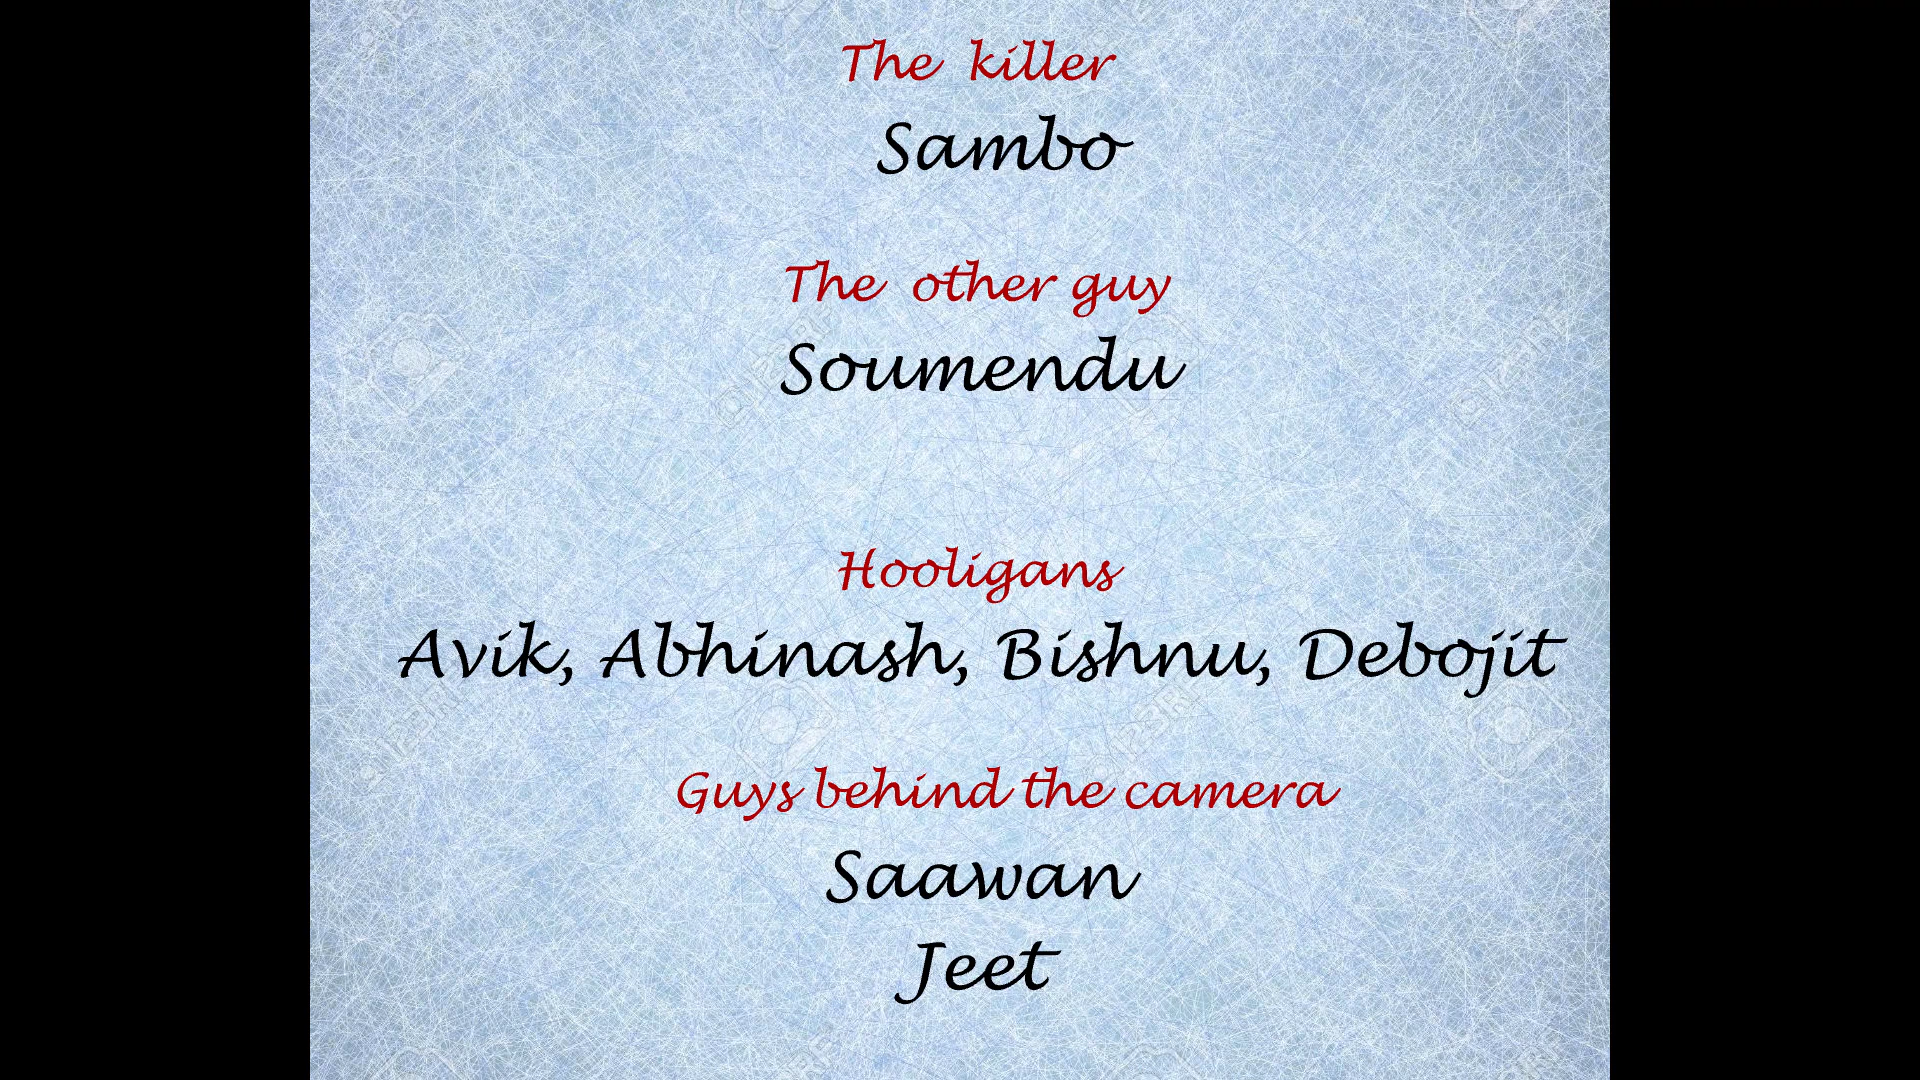 The killer
Sambo
The other guy
Soumendu
Hooligans
Avik, Abhinash, Bishnu, Debojit
Guys behind the camera
Saawan
Jeet